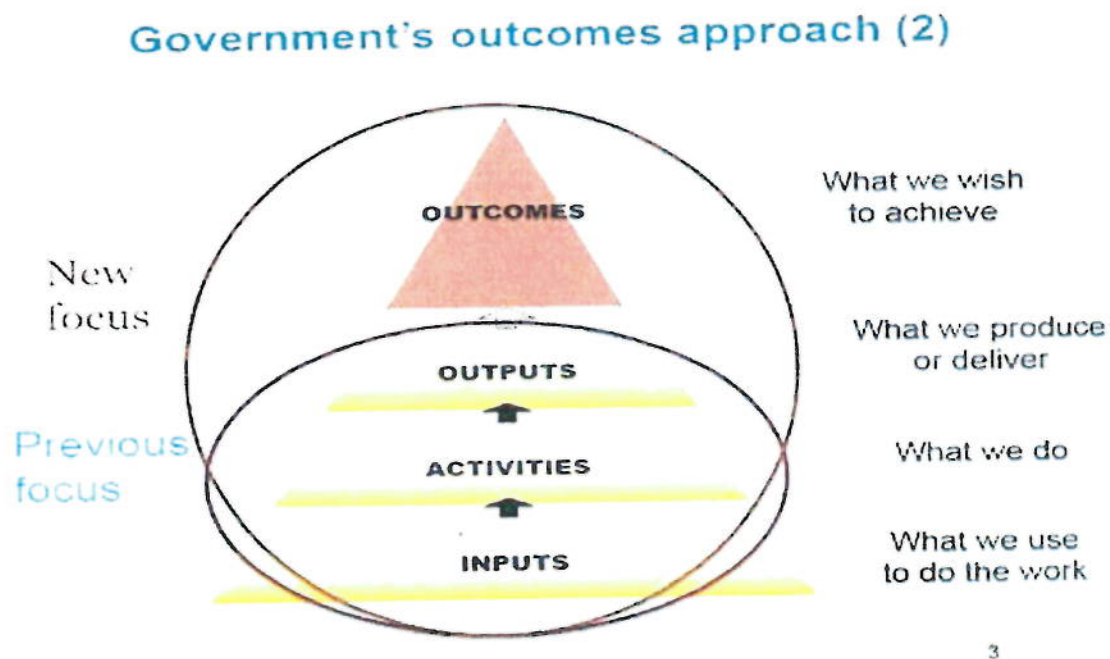 Government's outcomes approach (2)
OUTCOMES
What we wish
to achieve
New
focus
What we produce
or deliver
OUTPUTS
Previous
focus
ACTIVITIES
What we do
INPUTS
What we use
to do the work
3